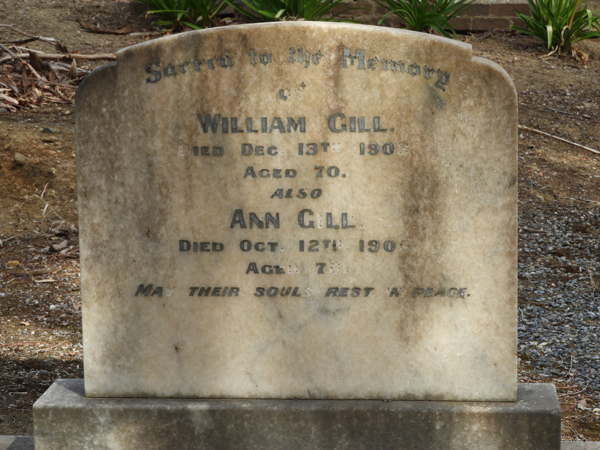 Sacred to the Memory
of
WILLIAM GILL.
DIED DEC. 13TH
AGED 70.
ALSO
ANN GILL
DIED OCT. 12TH
AGED
MAY THEIR SOULS REST IN PEACE.